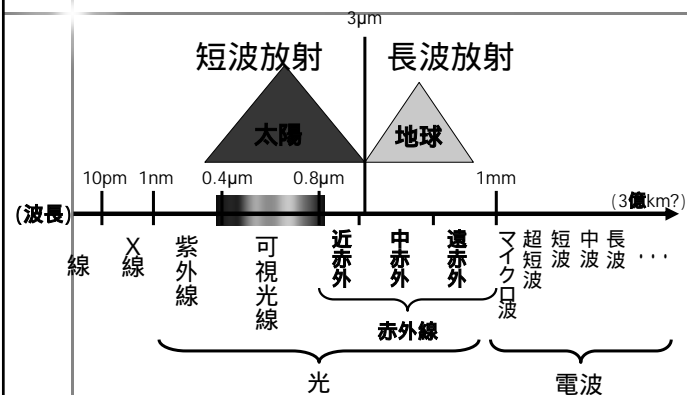 3μm
短波放射 長波放射
太陽 地球
10pm 1nm 0.4μm 0.8μm 1mm
(波長) (3億km?)
線 X線 紫外線 可視光線 近赤外 中赤外 遠赤外 マイクロ波 超短波 短波 中波 長波 ···
赤外線
光 電波